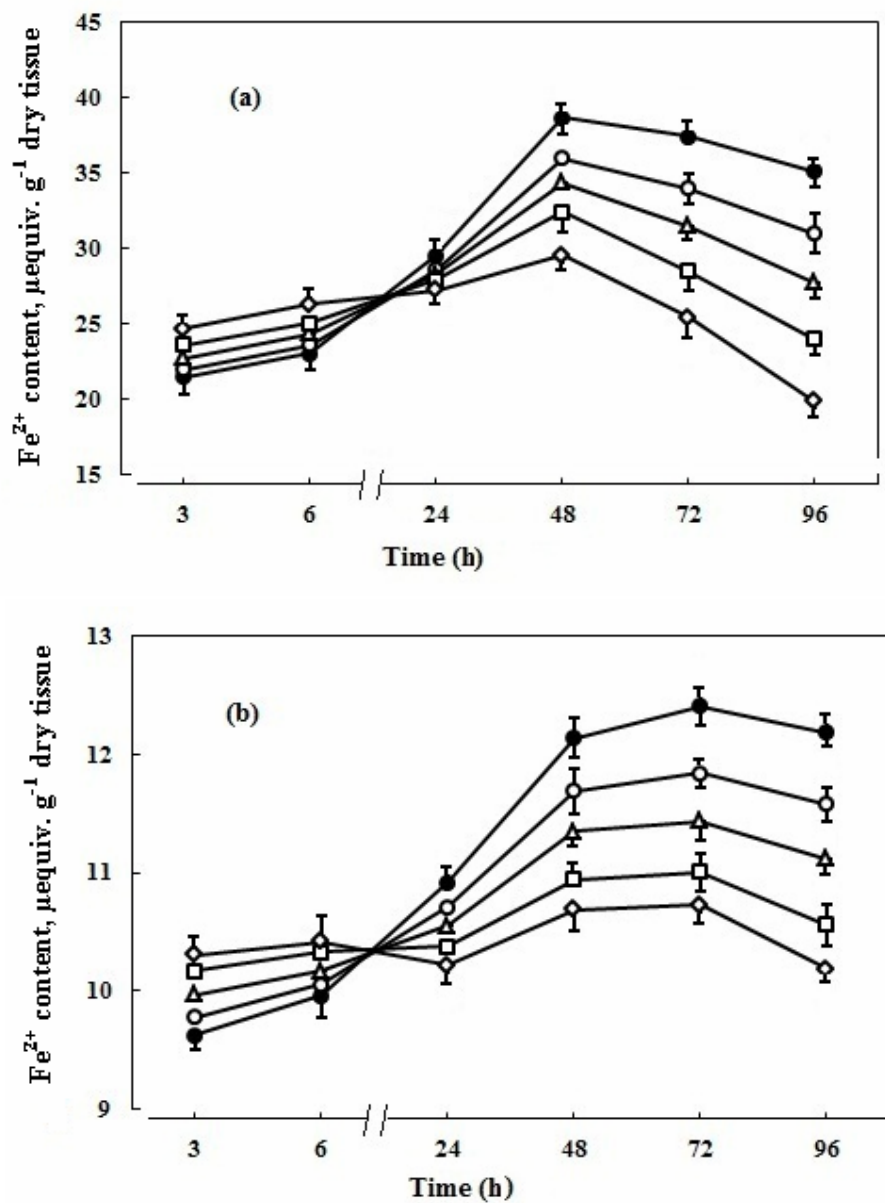 45
40
35
30
25
20
15
(a)
Fe²⁺ content, µequiv. g⁻¹ dry tissue
3 6 24 48 72 96
Time (h)
13
12
11
10
9
(b)
Fe²⁺ content, µequiv. g⁻¹ dry tissue
3 6 24 48 72 96
Time (h)